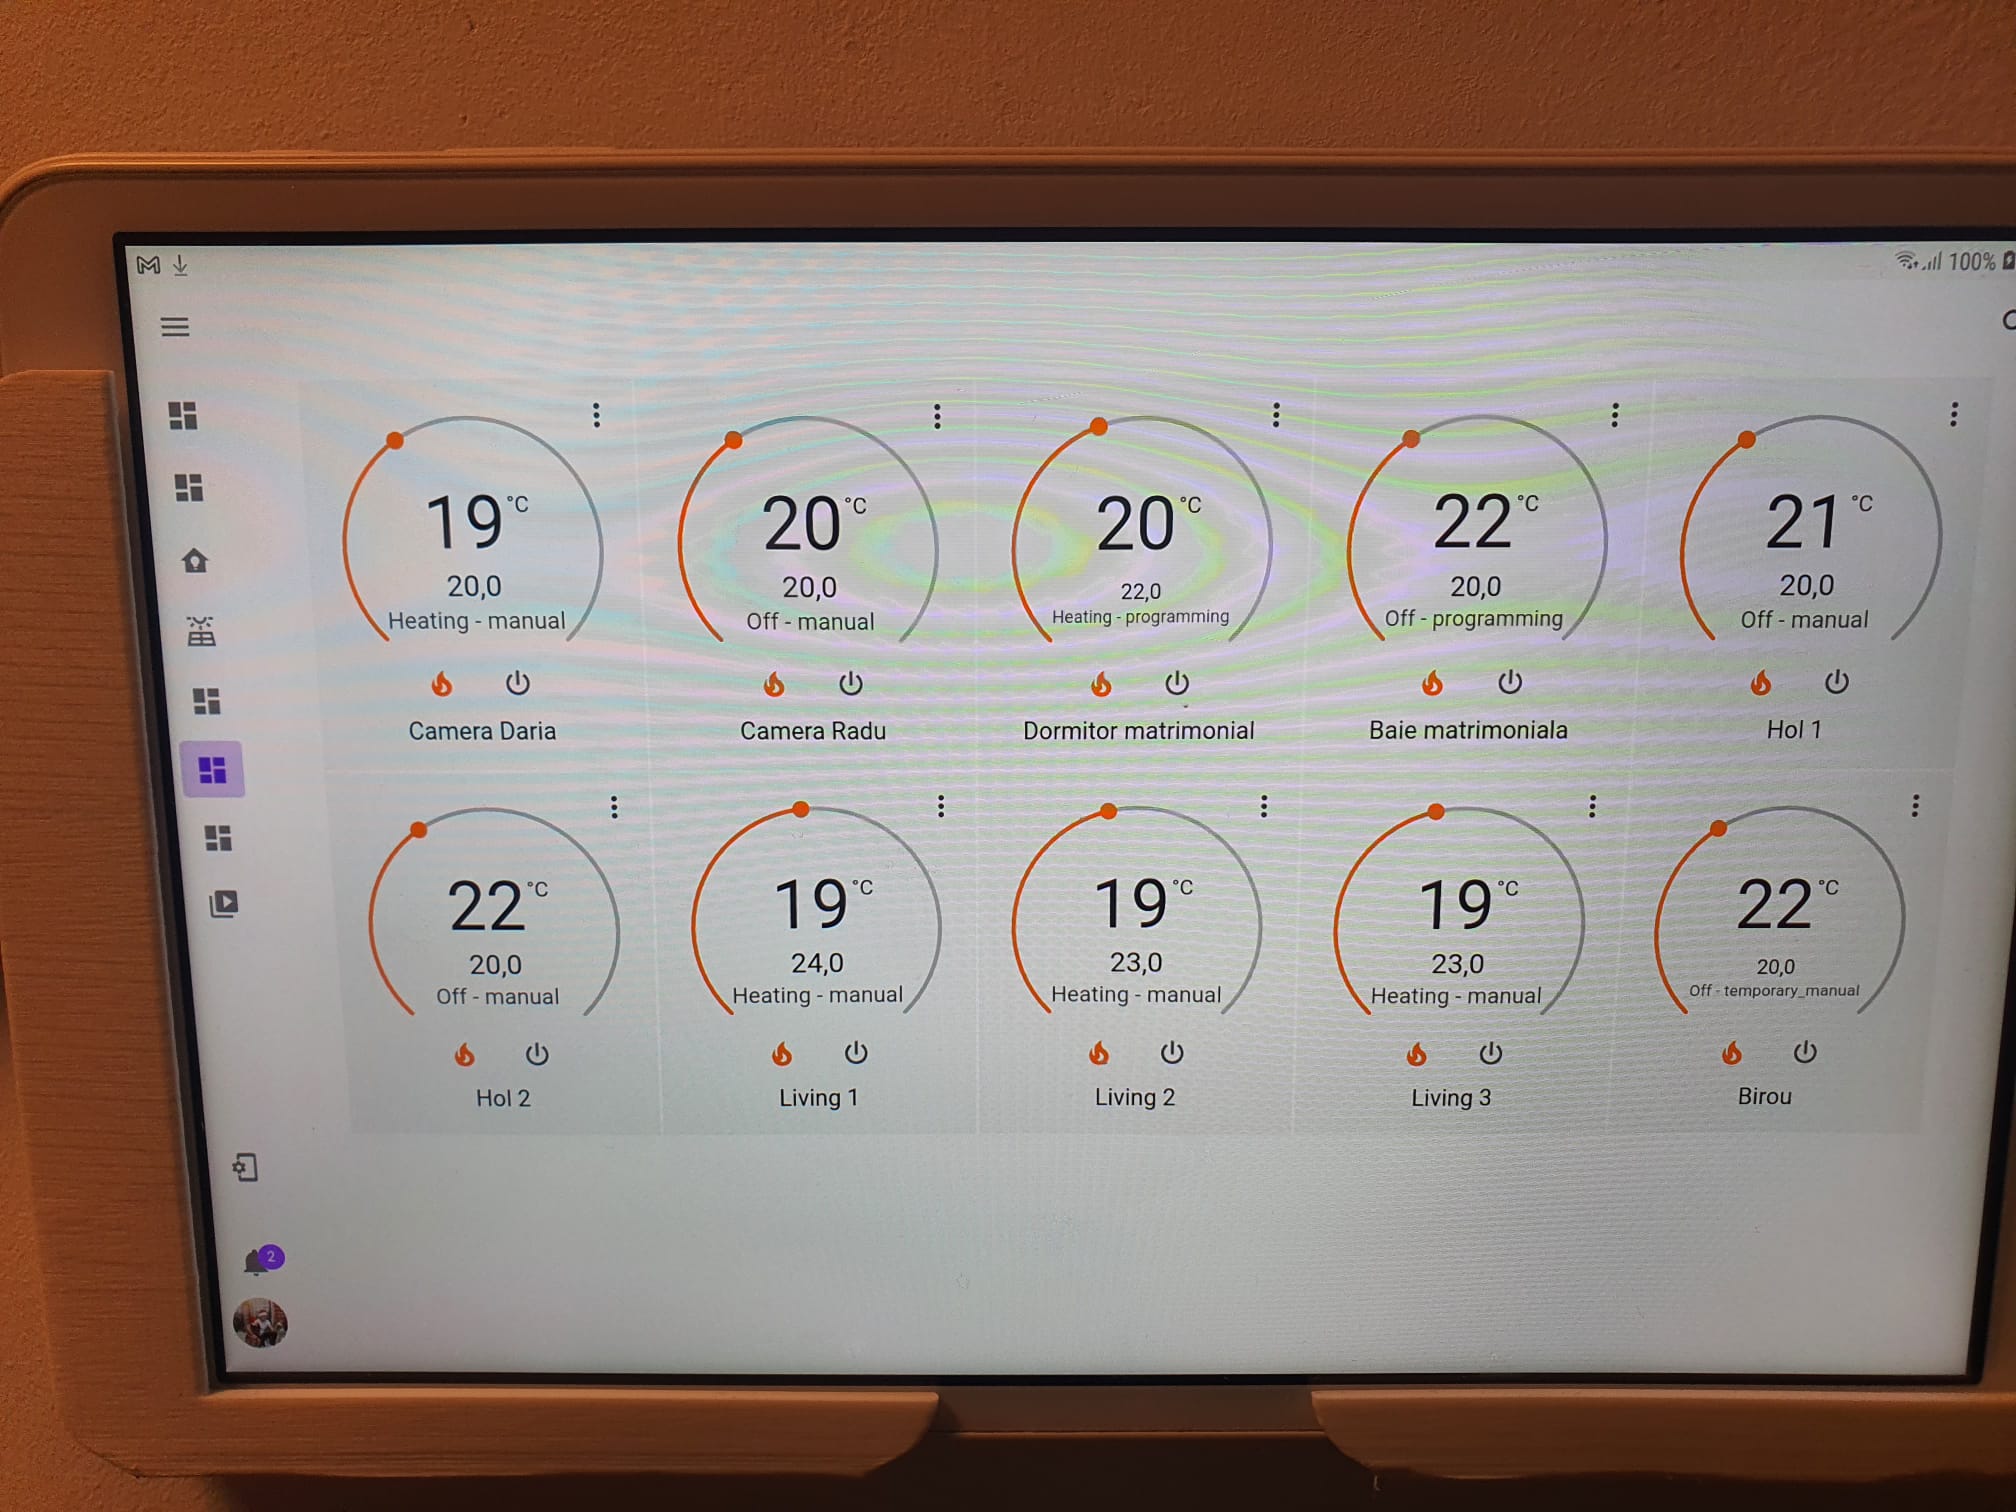 100%
19 °C
20,0
Heating - manual
Camera Daria
20 °C
20,0
Off - manual
Camera Radu
20 °C
22,0
Heating - programming
Dormitor matrimonial
22 °C
20,0
Off - programming
Baie matrimoniala
21 °C
20,0
Off - manual
Hol 1
22 °C
20,0
Off - manual
Hol 2
19 °C
24,0
Heating - manual
Living 1
19 °C
23,0
Heating - manual
Living 2
19 °C
23,0
Heating - manual
Living 3
22 °C
20,0
Off - temporary_manual
Birou
2